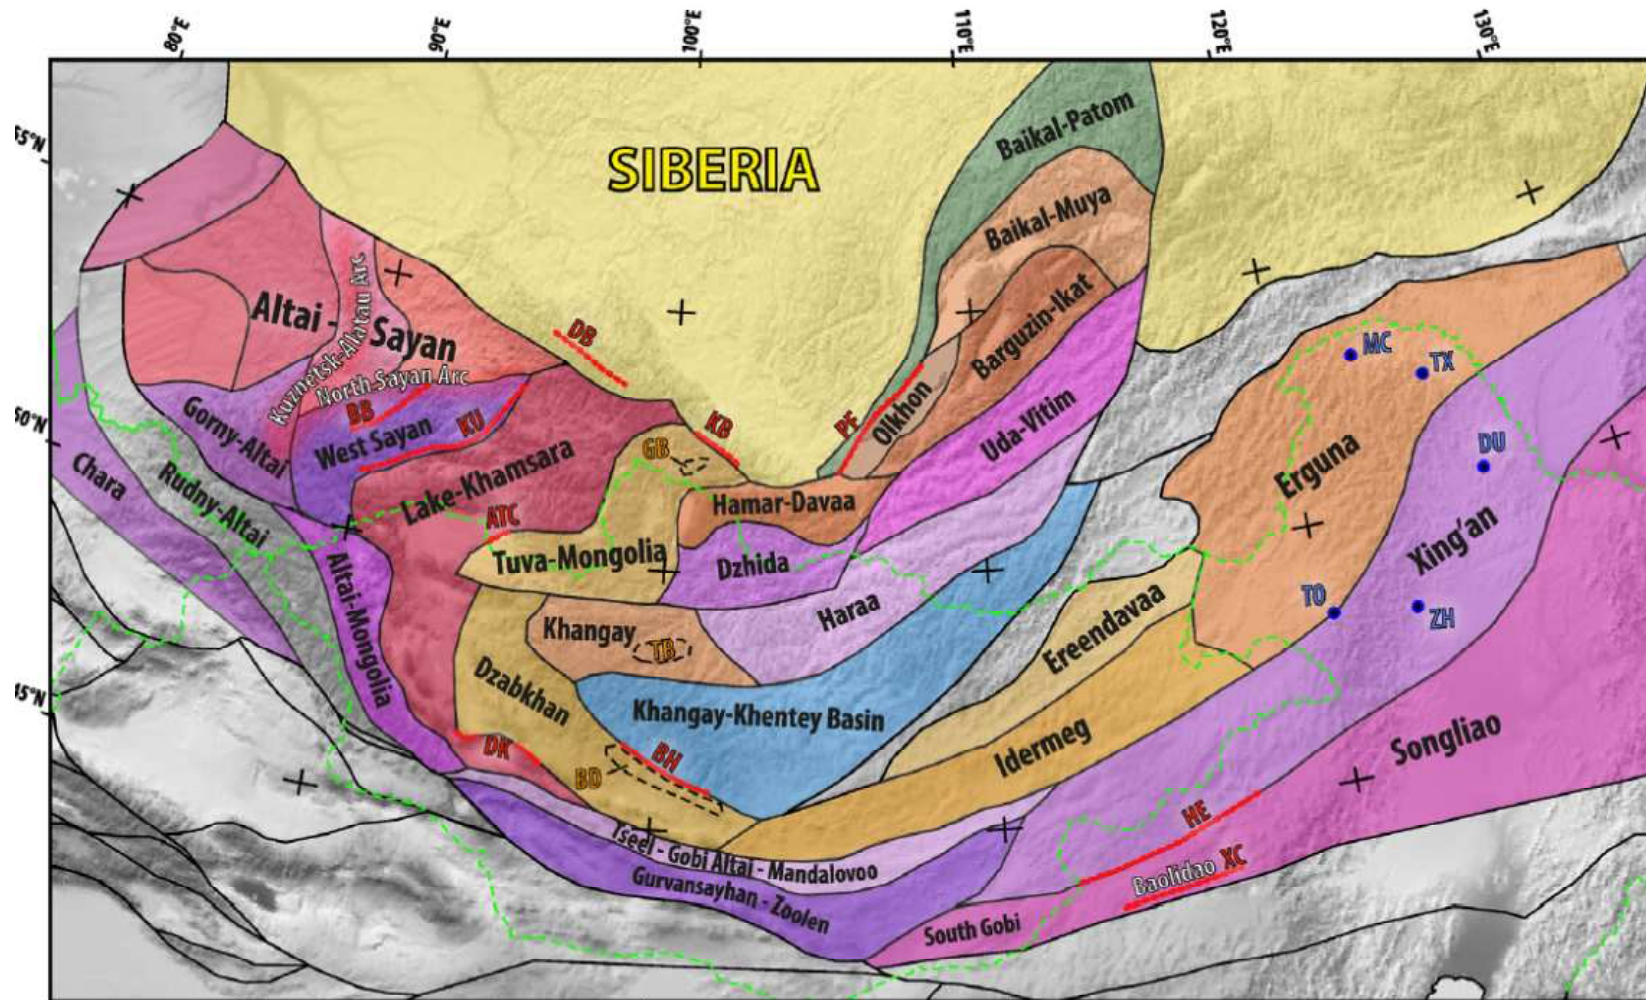 80°E
90°E
100°E
110°E
120°E
130°E
55°N
50°N
45°N
SIBERIA
Baikal-Patom
Baikal-Muya
Barguzin-Ikat
Olkhon
PF
Uda-Vitim
Altai - Sayan
Kuznetsk-Alatau Arc
North Sayan Arc
DB
BB
KU
KB
West Sayan
Gorny-Altai
Chara
Rudny-Altai
Lake-Khamsara
GB
ATC
Hamar-Davaa
Tuva-Mongolia
Dzhida
Altai-Mongolia
Haraa
Khangay
TB
Dzabkhan
Khangay-Khentey Basin
DK
BH
BD
Ereendavaa
Idermeg
Erguna
MC
TX
DU
Xing'an
TO
ZH
Songliao
HE
Baolidao XC
Tseel - Gobi Altai - Mandalovoo
Gurvansayhan - Zoolen
South Gobi